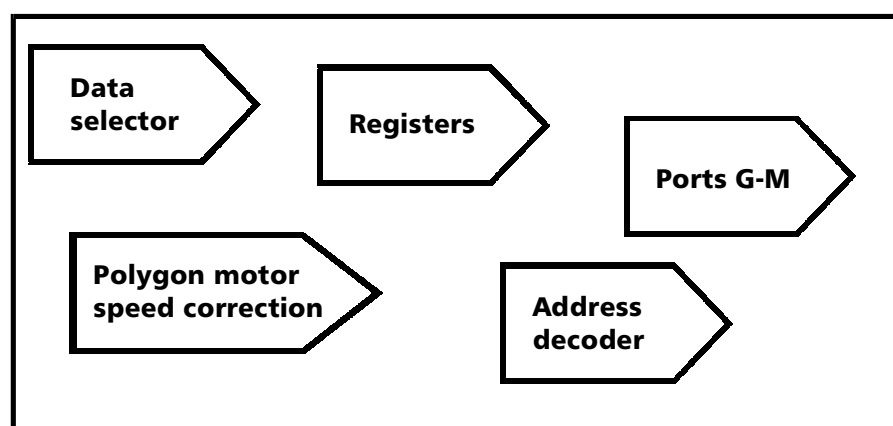 Data
selector
Registers
Ports G-M
Polygon motor
speed correction
Address
decoder